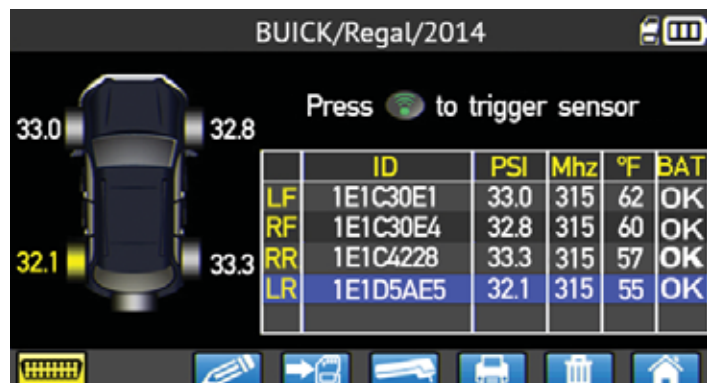 BUICK/Regal/2014
Press to trigger sensor
33.0 32.8
32.1 33.3
ID PSI Mhz °F BAT
LF 1E1C30E1 33.0 315 62 OK
RF 1E1C30E4 32.8 315 60 OK
RR 1E1C4228 33.3 315 57 OK
LR 1E1D5AE5 32.1 315 55 OK